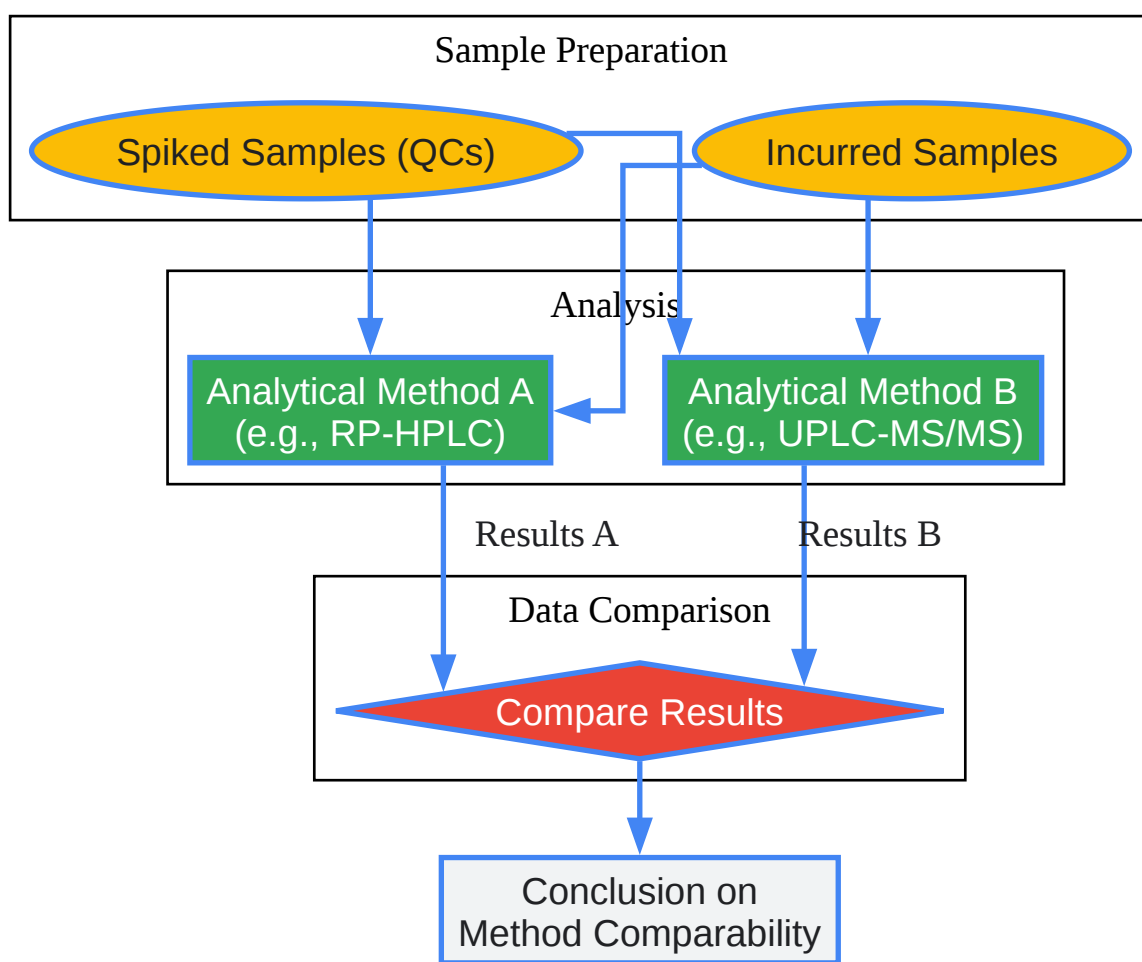 Sample Preparation
Spiked Samples (QCs)
Incurred Samples
Analysis
Analytical Method A
(e.g., RP-HPLC)
Analytical Method B
(e.g., UPLC-MS/MS)
Results A
Results B
Data Comparison
Compare Results
Conclusion on
Method Comparability